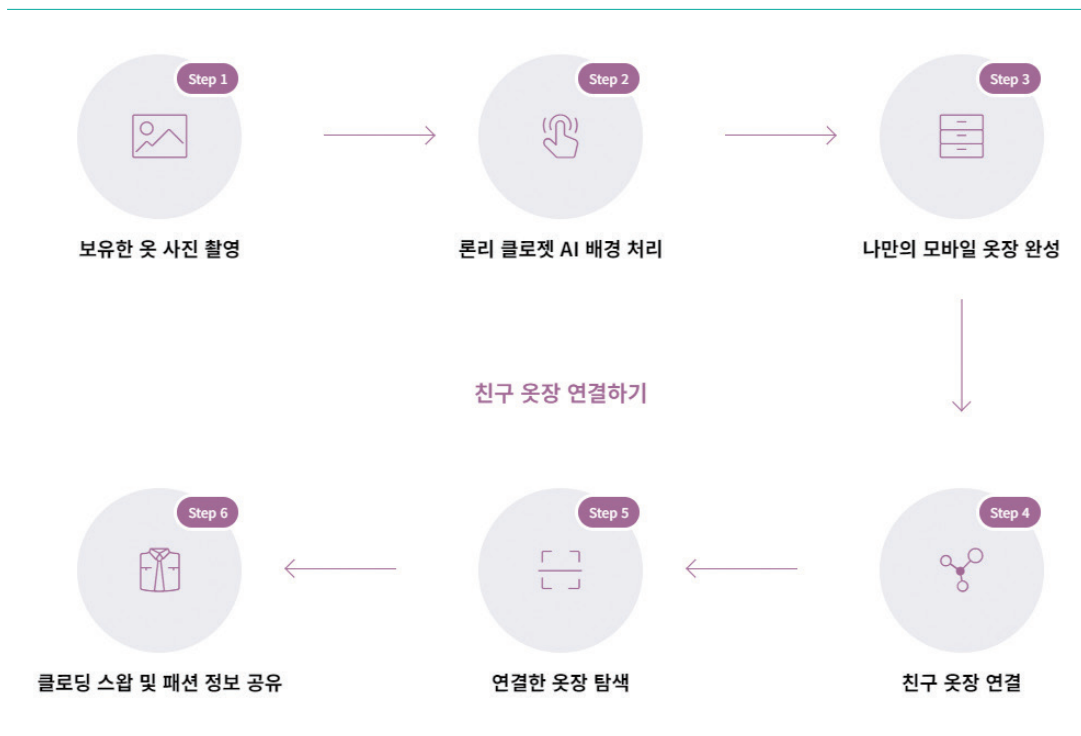 Step 1
Step 2
Step 3
보유한 옷 사진 촬영
론리 클로젯 AI 배경 처리
나만의 모바일 옷장 완성
친구 옷장 연결하기
Step 6
Step 5
Step 4
클로딩 스왑 및 패션 정보 공유
연결한 옷장 탐색
친구 옷장 연결